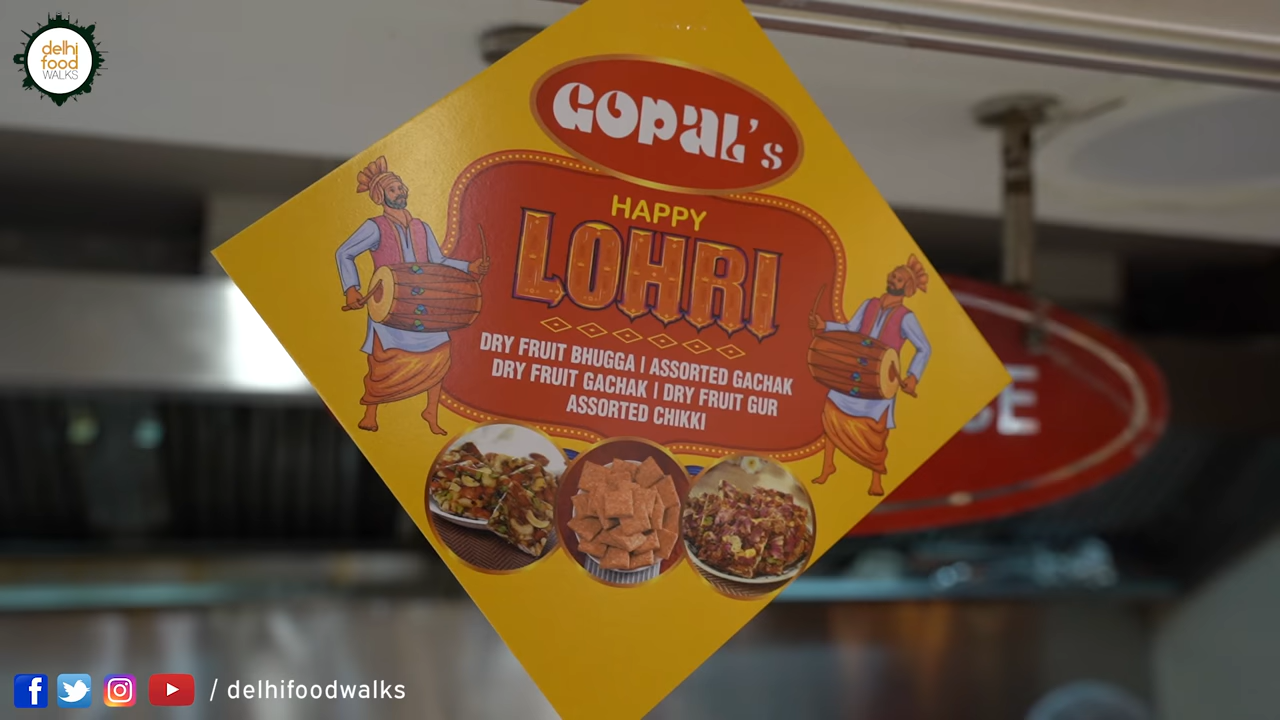 delhi
food
WALKS
GOPAL's
HAPPY
LOHRI
DRY FRUIT BHUGGA | ASSORTED GACHAK
DRY FRUIT GACHAK | DRY FRUIT GUR
ASSORTED CHIKKI
/ delhifoodwalks